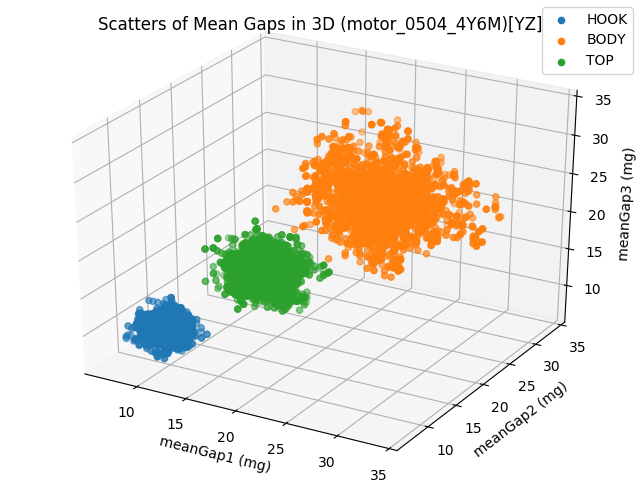 Scatters of Mean Gaps in 3D (motor_0504_4Y6M)[YZ]
HOOK
BODY
TOP
35
30
25
20
15
10
meanGap3 (mg)
35
30
25
20
15
10
meanGap2 (mg)
10
15
20
25
30
35
meanGap1 (mg)